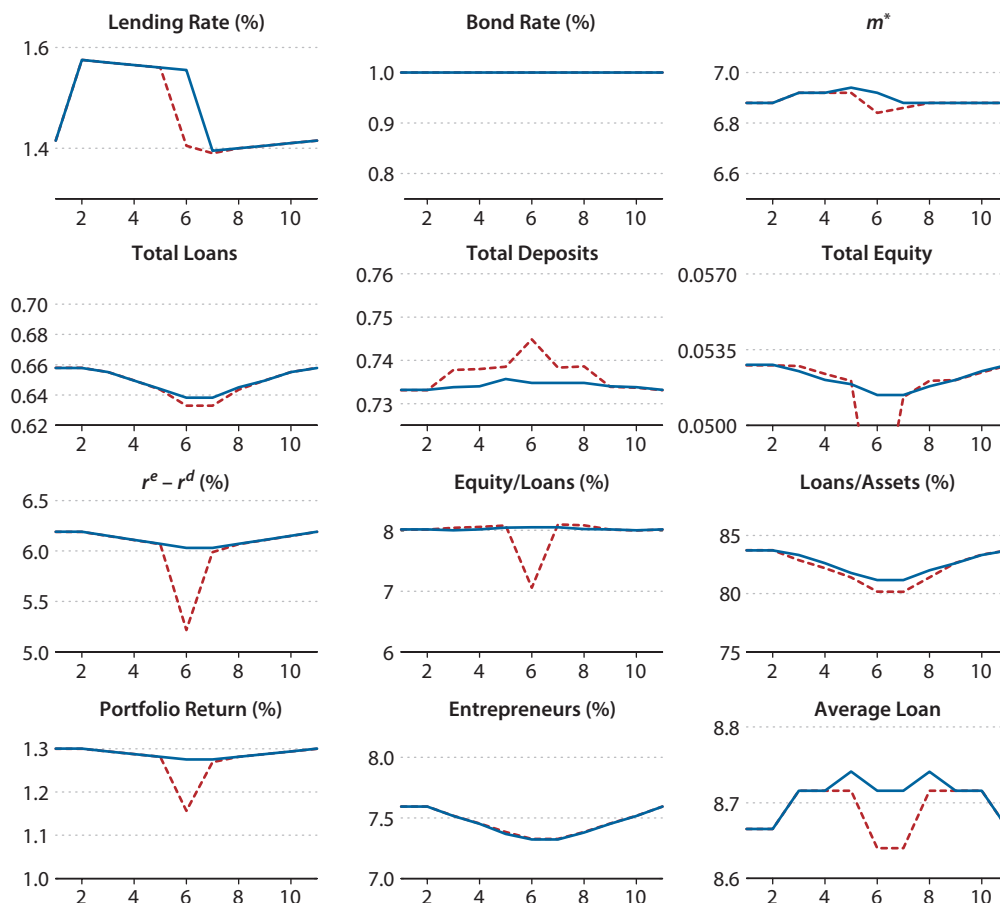 Lending Rate (%)
1.6
1.4
2 4 6 8 10
Bond Rate (%)
1.0
0.9
0.8
2 4 6 8 10
m*
7.0
6.8
6.6
2 4 6 8 10
Total Loans
0.70
0.68
0.66
0.64
0.62
2 4 6 8 10
Total Deposits
0.76
0.75
0.74
0.73
2 4 6 8 10
Total Equity
0.0570
0.0535
0.0500
2 4 6 8 10
r^e – r^d (%)
6.5
6.0
5.5
5.0
2 4 6 8 10
Equity/Loans (%)
8
7
6
2 4 6 8 10
Loans/Assets (%)
85
80
75
2 4 6 8 10
Portfolio Return (%)
1.3
1.2
1.1
1.0
2 4 6 8 10
Entrepreneurs (%)
8.0
7.5
7.0
2 4 6 8 10
Average Loan
8.8
8.7
8.6
2 4 6 8 10